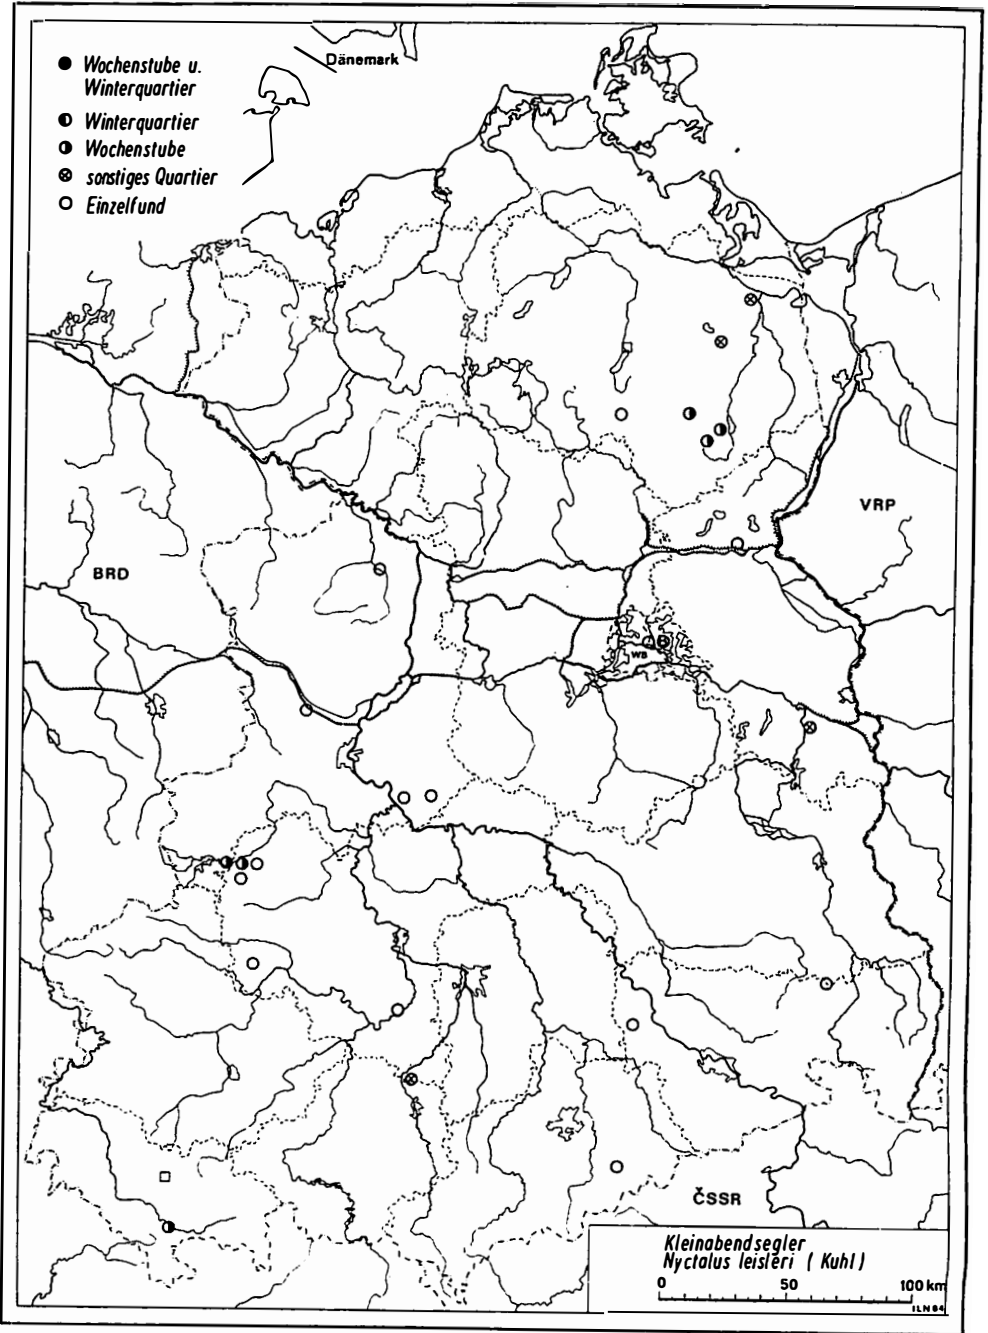 Dänemark
Wochenstube u.
Winterquartier
Winterquartier
Wochenstube
sonstiges Quartier
Einzelfund
VRP
BRD
WB
ČSSR
Kleinabendsegler
Nyctalus leisleri (Kuhl)
0 50 100 km
ILN 84